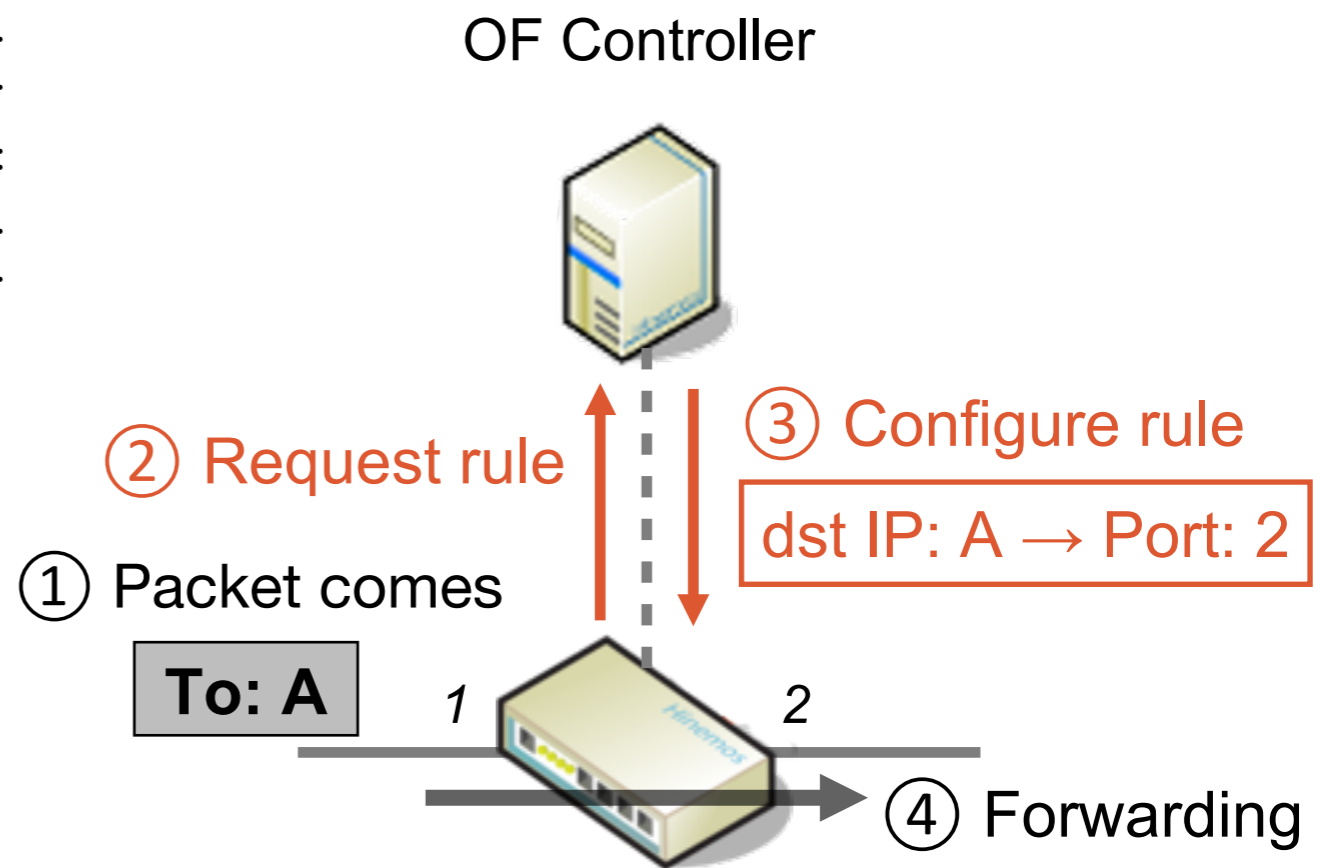 OF Controller
③ Configure rule
② Request rule
dst IP: A → Port: 2
① Packet comes
To: A
1
2
Hinemos
④ Forwarding